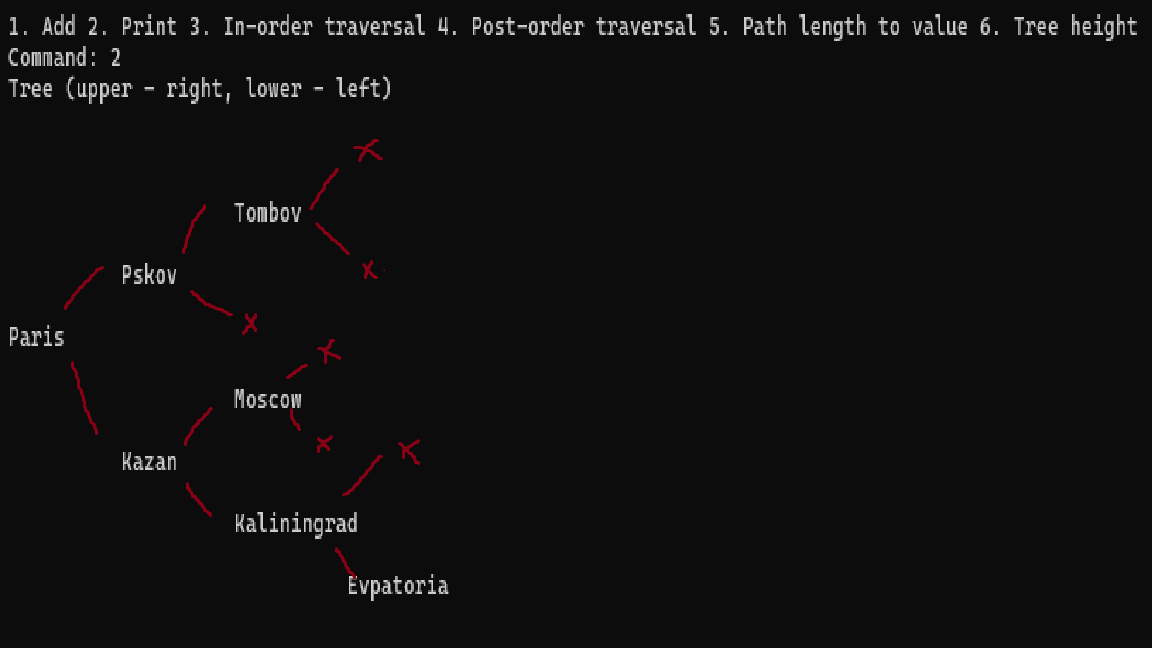 1. Add 2. Print 3. In-order traversal 4. Post-order traversal 5. Path length to value 6. Tree height
Command: 2
Tree (upper - right, lower - left)
Tombov
Pskov
Paris
Moscow
Kazan
Kaliningrad
Evpatoria